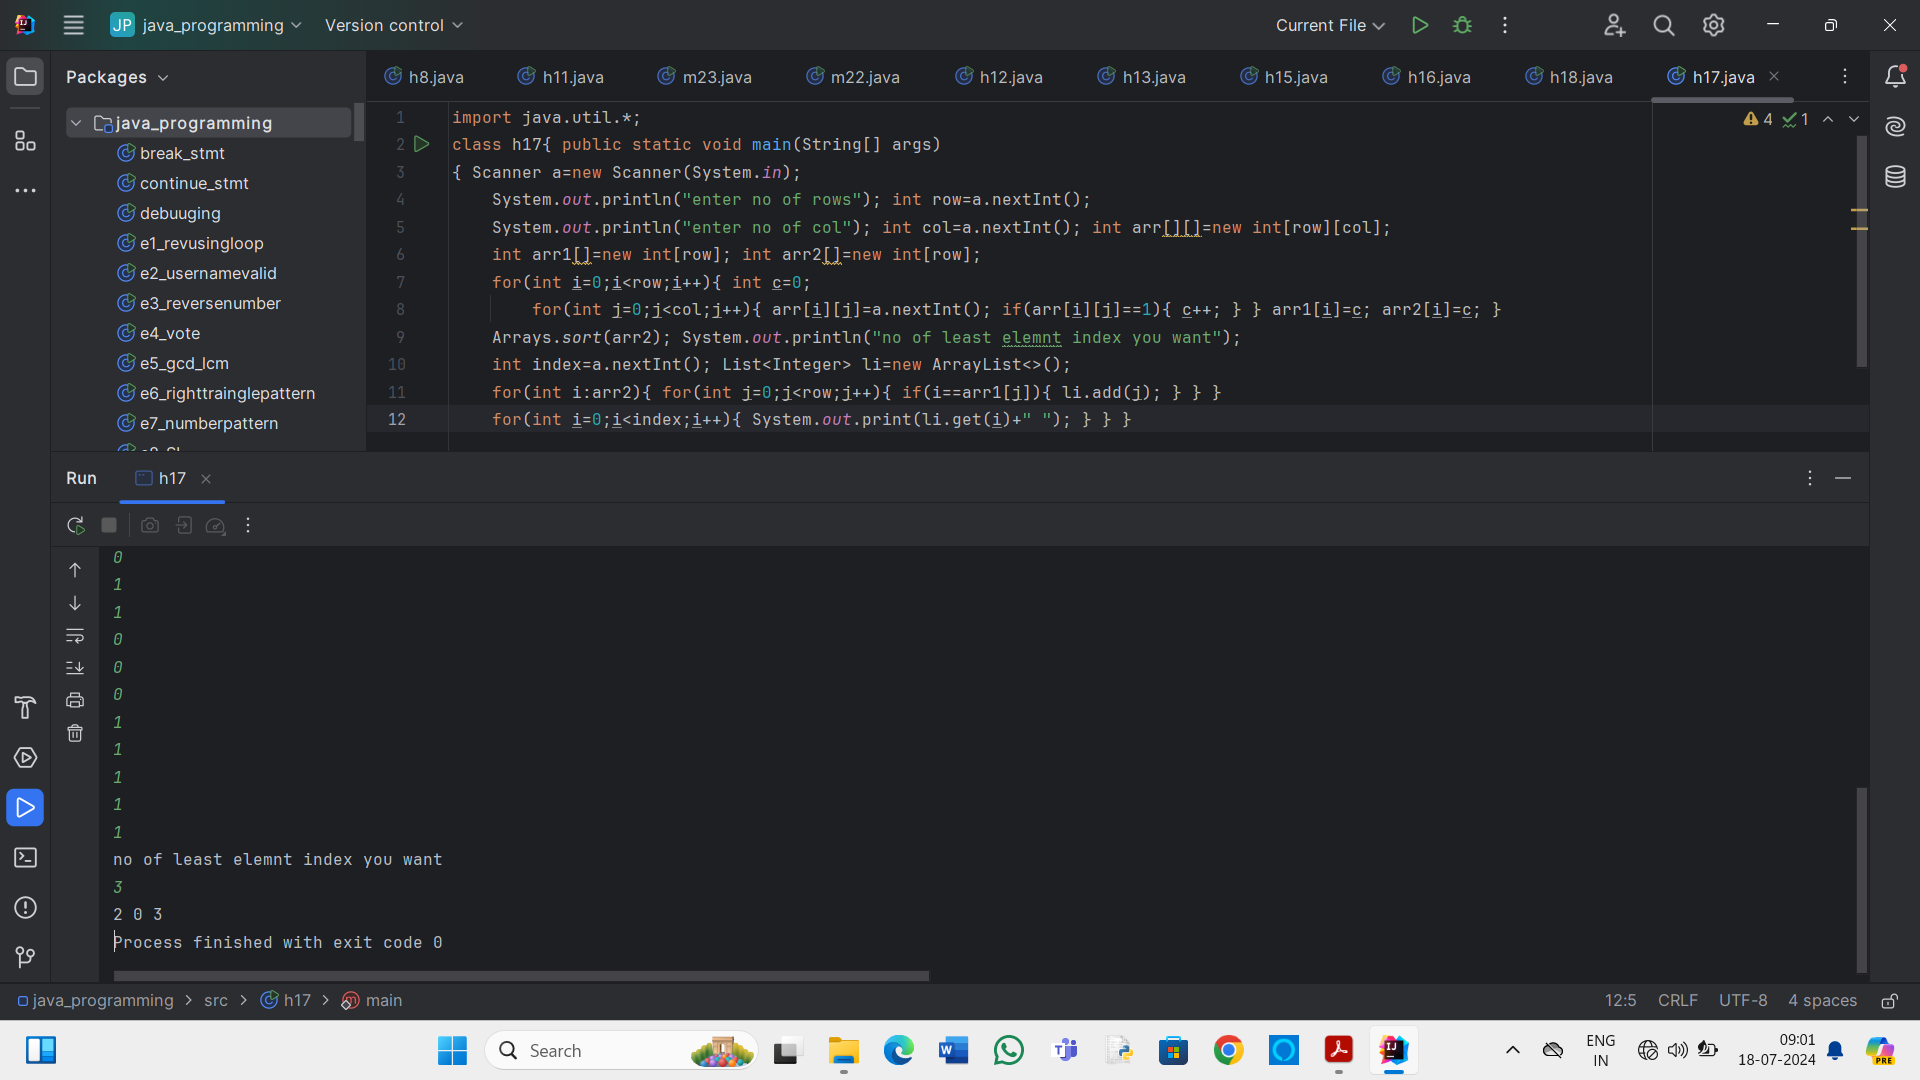 JP java_programming Version control Current File
Packages
h8.java h11.java m23.java m22.java h12.java h13.java h15.java h16.java h18.java h17.java
java_programming
break_stmt
continue_stmt
debuuging
e1_revusingloop
e2_usernamevalid
e3_reversenumber
e4_vote
e5_gcd_lcm
e6_righttrainglepattern
e7_numberpattern
4 1
1 import java.util.*;
2 class h17{ public static void main(String[] args)
3 { Scanner a=new Scanner(System.in);
4 System.out.println("enter no of rows"); int row=a.nextInt();
5 System.out.println("enter no of col"); int col=a.nextInt(); int arr[][]=new int[row][col];
6 int arr1[]=new int[row]; int arr2[]=new int[row];
7 for(int i=0;i<row;i++){ int c=0;
8 for(int j=0;j<col;j++){ arr[i][j]=a.nextInt(); if(arr[i][j]==1){ c++; } } arr1[i]=c; arr2[i]=c; }
9 Arrays.sort(arr2); System.out.println("no of least elemnt index you want");
10 int index=a.nextInt(); List<Integer> li=new ArrayList<>();
11 for(int i:arr2){ for(int j=0;j<row;j++){ if(i==arr1[j]){ li.add(j); } } }
12 for(int i=0;i<index;i++){ System.out.print(li.get(i)+" "); } } }
Run h17
0
1
1
0
0
0
1
1
1
1
1
no of least elemnt index you want
3
2 0 3
Process finished with exit code 0
java_programming > src > h17 > main 12:5 CRLF UTF-8 4 spaces
Search
ENG
IN
09:01
18-07-2024
PRE